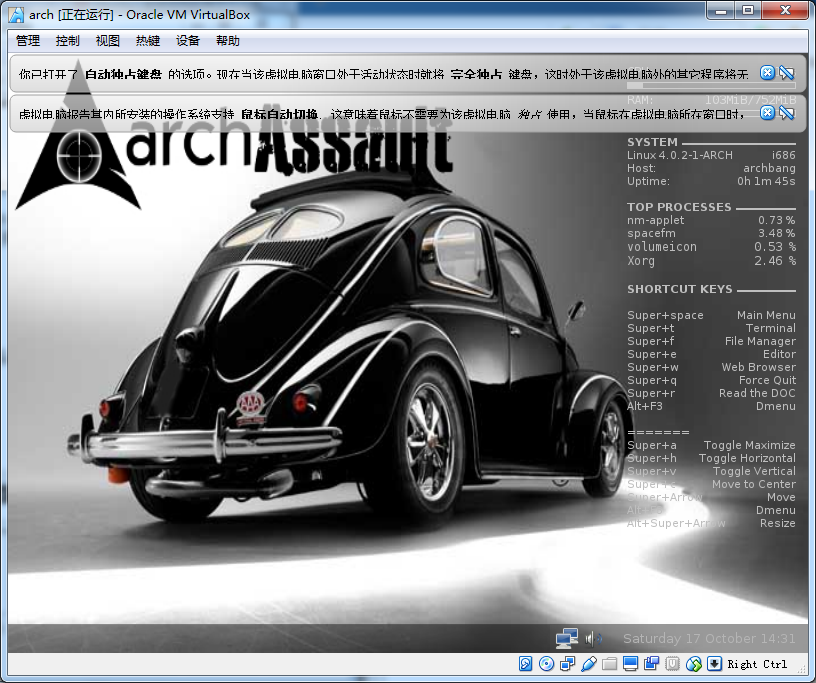 arch [正在运行] - Oracle VM VirtualBox
管理 控制 视图 热键 设备 帮助
你已打开了 自动独占键盘 的选项。现在当该虚拟电脑窗口处于活动状态时就将 完全独占 键盘，这时处于该虚拟电脑外的其它程序将无
RAM: 103MiB/752MiB
虚拟电脑报告其内所安装的操作系统支持 鼠标自动切换。这意味着鼠标不需要为该虚拟电脑 独占 使用，当鼠标在虚拟电脑所在窗口时，
archAssault
SYSTEM
Linux 4.0.2-1-ARCH i686
Host: archbang
Uptime: 0h 1m 45s
TOP PROCESSES
nm-applet 0.73 %
spacefm 3.48 %
volumeicon 0.53 %
Xorg 2.46 %
SHORTCUT KEYS
Super+space Main Menu
Super+t Terminal
Super+f File Manager
Super+e Editor
Super+w Web Browser
Super+q Force Quit
Super+r Read the DOC
Alt+F3 Dmenu
=======
Super+a Toggle Maximize
Super+h Toggle Horizontal
Super+v Toggle Vertical
Super+c Move to Center
Super+Arrow Move
Dmenu
Alt+Super+Arrow Resize
AAA
Saturday 17 October 14:31
Right Ctrl